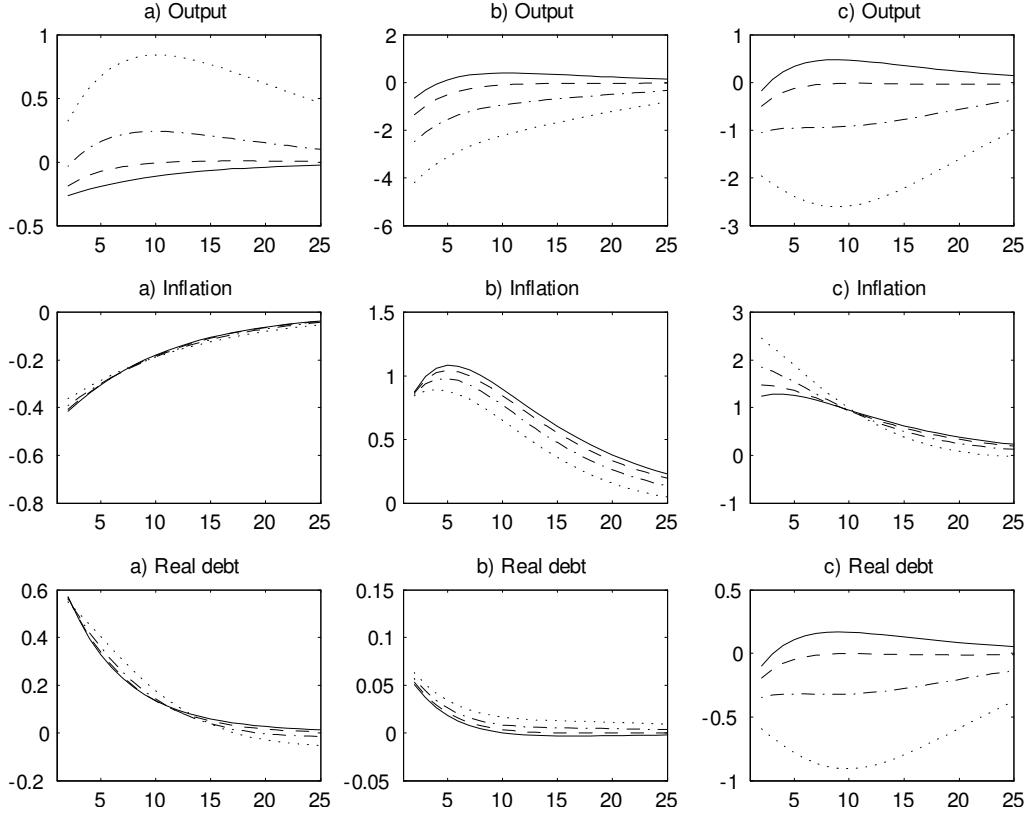 a) Output
b) Output
c) Output
1
0.5
0
-0.5
5 10 15 20 25
2
0
-2
-4
-6
5 10 15 20 25
1
0
-1
-2
-3
5 10 15 20 25
a) Inflation
b) Inflation
c) Inflation
0
-0.2
-0.4
-0.6
-0.8
5 10 15 20 25
1.5
1
0.5
0
5 10 15 20 25
3
2
1
0
-1
5 10 15 20 25
a) Real debt
b) Real debt
c) Real debt
0.6
0.4
0.2
0
-0.2
5 10 15 20 25
0.15
0.1
0.05
0
-0.05
5 10 15 20 25
0.5
0
-0.5
-1
5 10 15 20 25